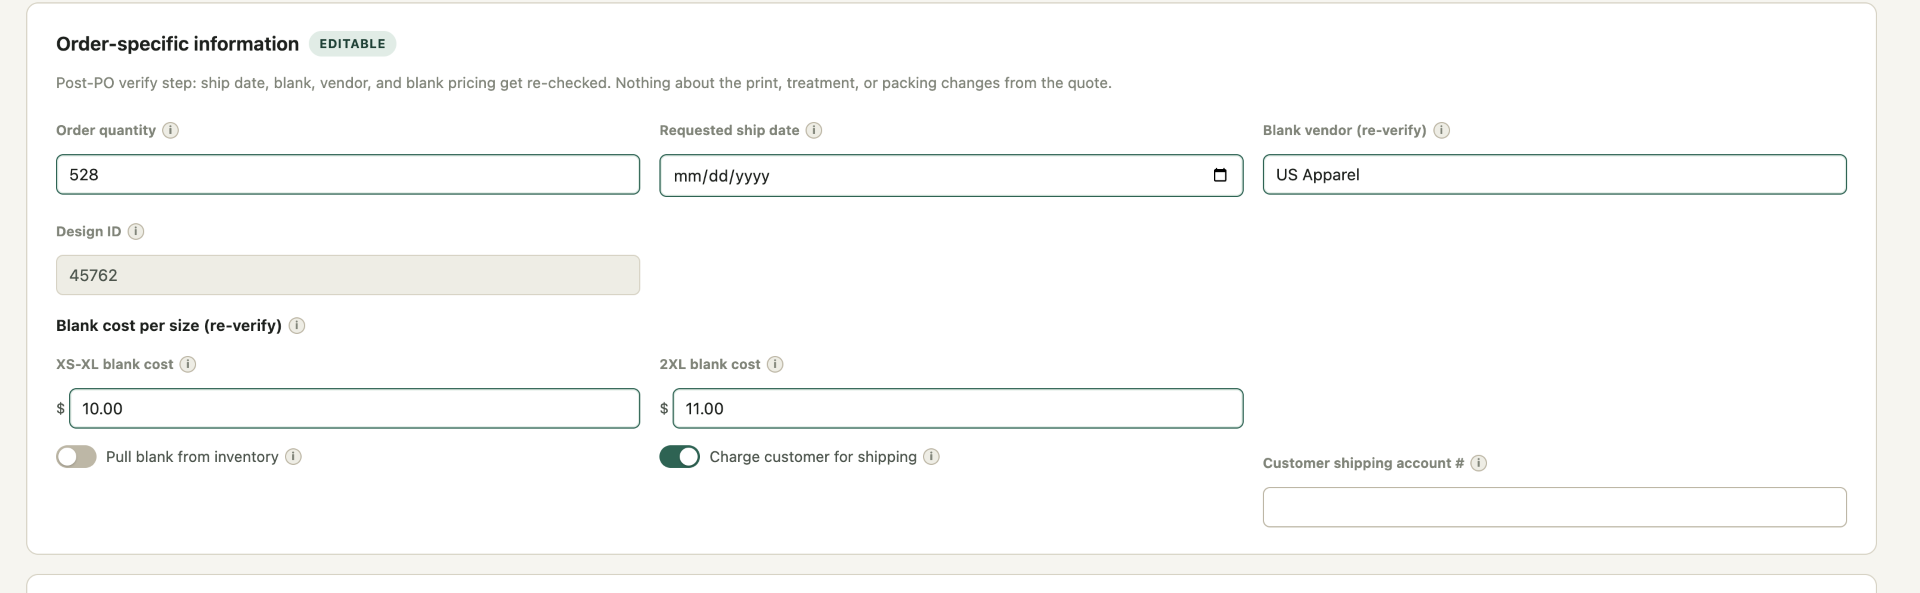 Order-specific information EDITABLE
Post-PO verify step: ship date, blank, vendor, and blank pricing get re-checked. Nothing about the print, treatment, or packing changes from the quote.
Order quantity i
Requested ship date i
Blank vendor (re-verify) i
528
mm/dd/yyyy
US Apparel
Design ID i
45762
Blank cost per size (re-verify) i
XS-XL blank cost i
2XL blank cost i
$ 10.00
$ 11.00
Pull blank from inventory i
Charge customer for shipping i
Customer shipping account # i